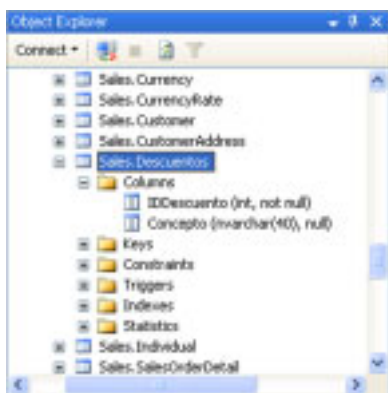 Object Explorer
Connect
Sales.Currency
Sales.CurrencyRate
Sales.Customer
Sales.CustomerAddress
Sales.Descuentos
Columns
IDDescuento (int, not null)
Concepto (nvarchar(40), null)
Keys
Constraints
Triggers
Indexes
Statistics
Sales.Individual
Sales.SalesOrderDetail